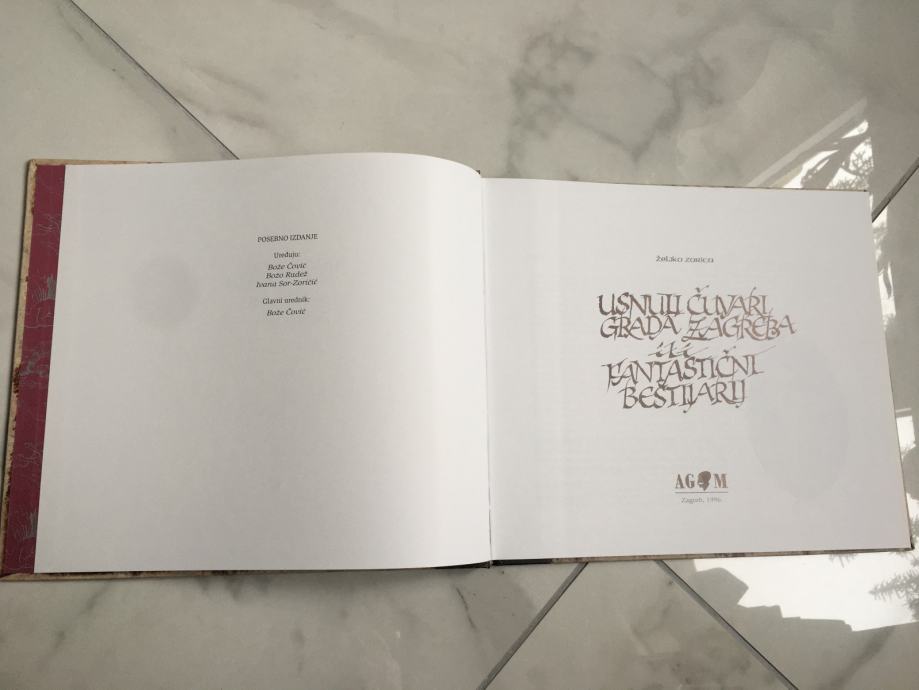 POSEBNO IZDANJE
Uređuju:
Bože Čović
Božo Rudež
Ivana Sor-Zoričić
Glavni urednik:
Bože Čović
Željko Zorica
USNULI ČUVARI
GRADA ZAGREBA
ili
FANTASTIČNI
BESTIJARIJ
AGM
Zagreb, 1996.